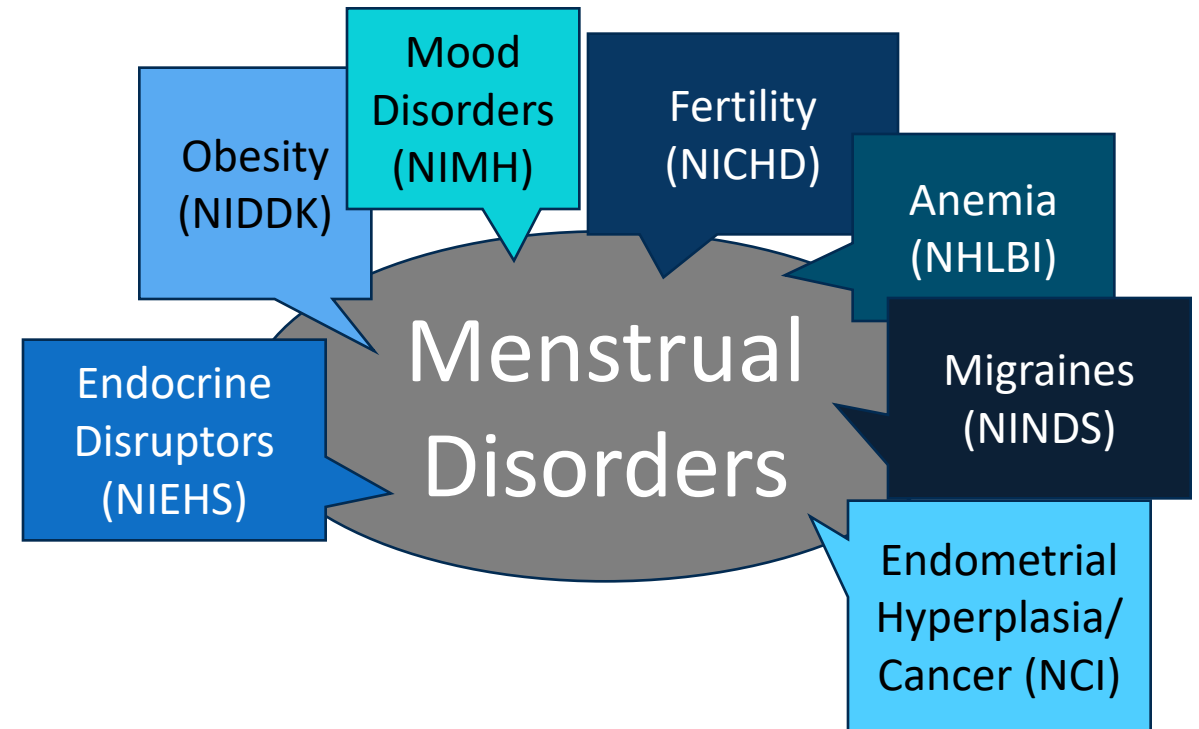 Mood
Disorders
(NIMH)
Fertility
(NICHD)
Obesity
(NIDDK)
Anemia
(NHLBI)
Menstrual
Disorders
Migraines
(NINDS)
Endocrine
Disruptors
(NIEHS)
Endometrial
Hyperplasia/
Cancer (NCI)